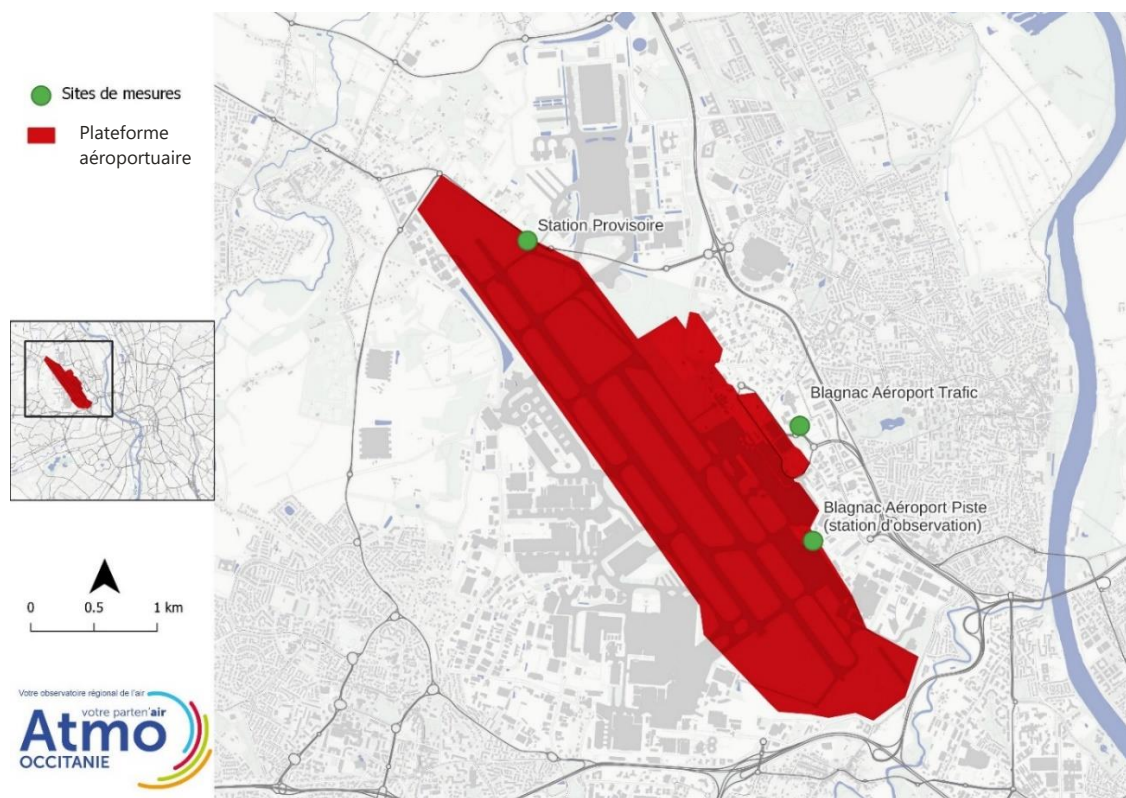 Sites de mesures
Plateforme
aéroportuaire
Station Provisoire
Blagnac Aéroport Trafic
Blagnac Aéroport Piste
(station d'observation)
0 0.5 1 km
Votre observatoire régional de l'air
votre parten'air
Atmo
OCCITANIE